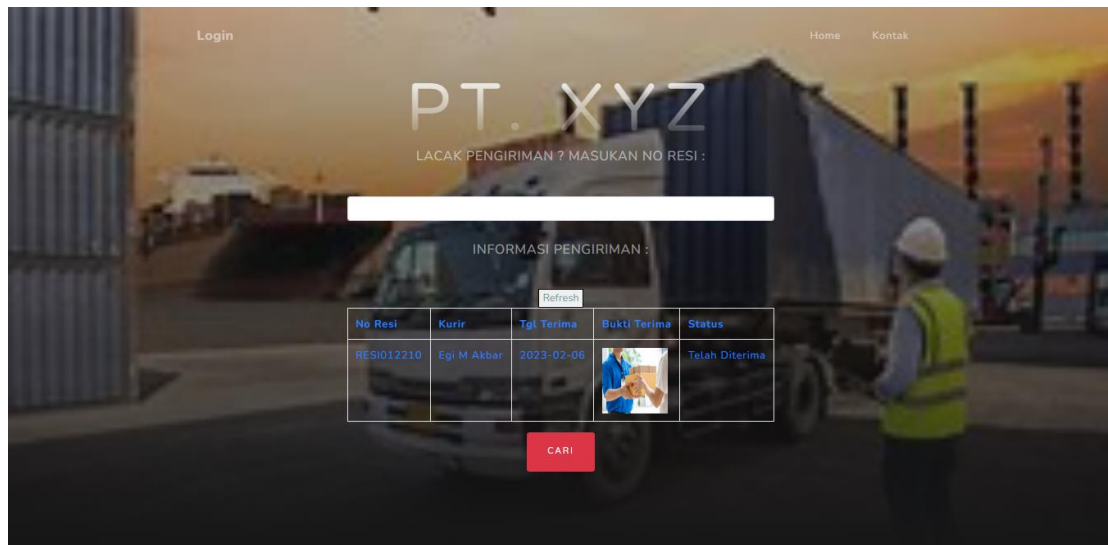 Login Home Kontak
PT. XYZ
LACAK PENGIRIMAN ? MASUKAN NO RESI :
INFORMASI PENGIRIMAN :
Refresh
No Resi Kurir Tgl Terima Bukti Terima Status
RESI012210 Egi M Akbar 2023-02-06 Telah Diterima
CARI